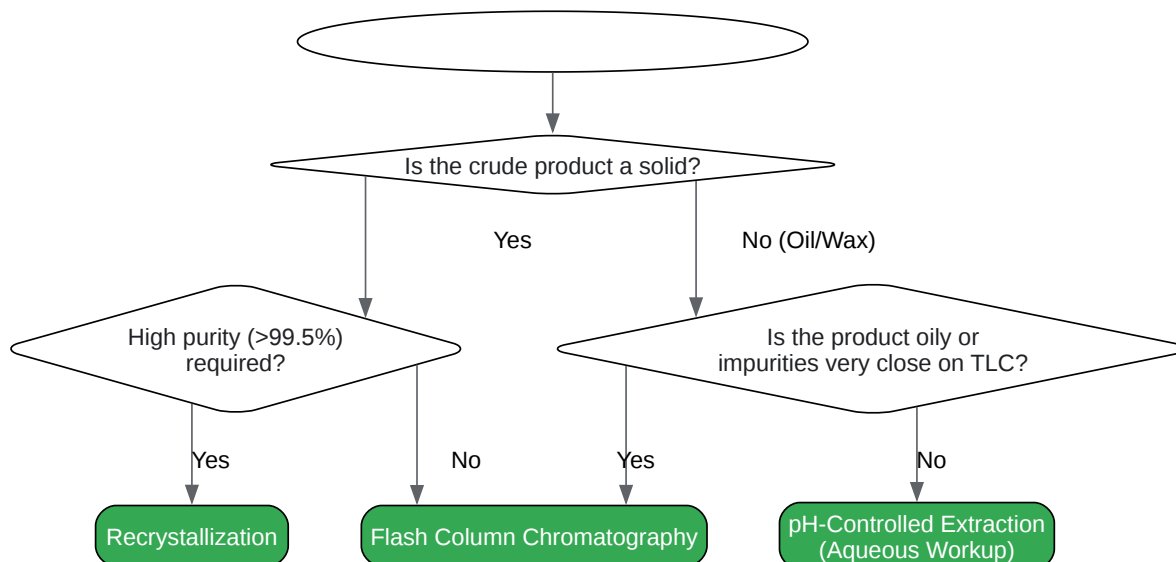 Is the crude product a solid?
Yes
No (Oil/Wax)
High purity (>99.5%)
required?
Is the product oily or
impurities very close on TLC?
Yes
No
Yes
No
Recrystallization
Flash Column Chromatography
pH-Controlled Extraction
(Aqueous Workup)